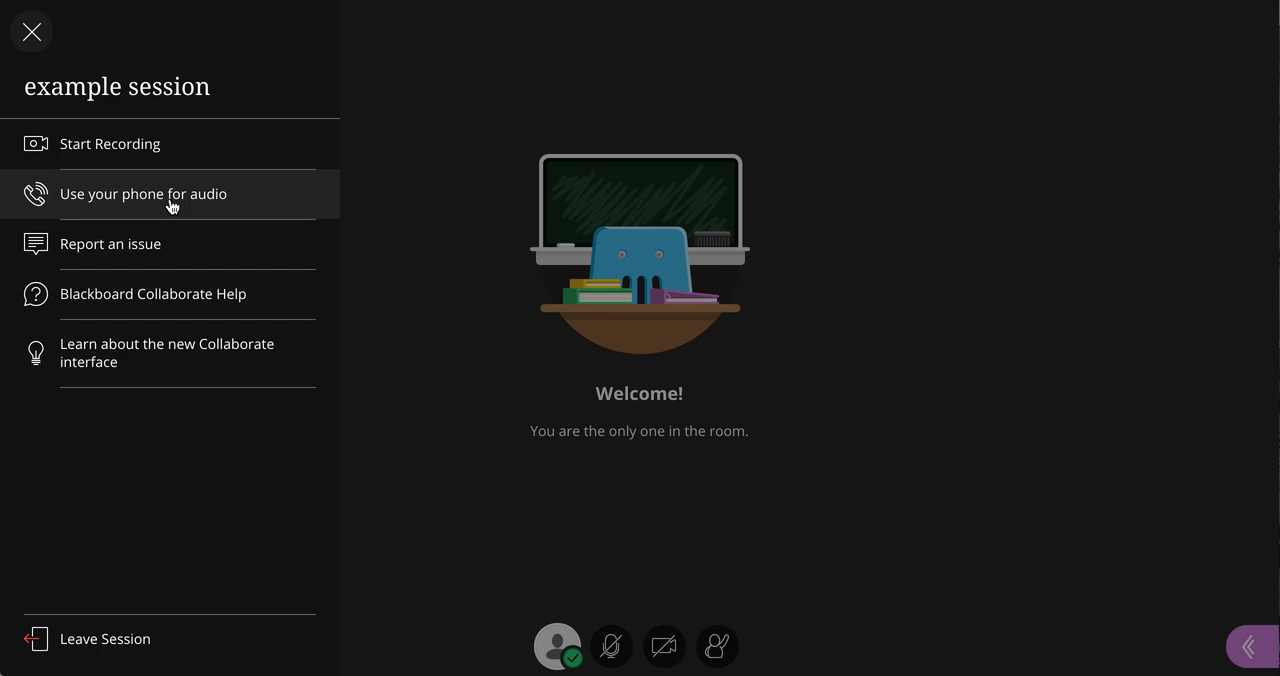 example session
Start Recording
Use your phone for audio
Report an issue
Blackboard Collaborate Help
Learn about the new Collaborate
interface
Leave Session
Welcome!
You are the only one in the room.